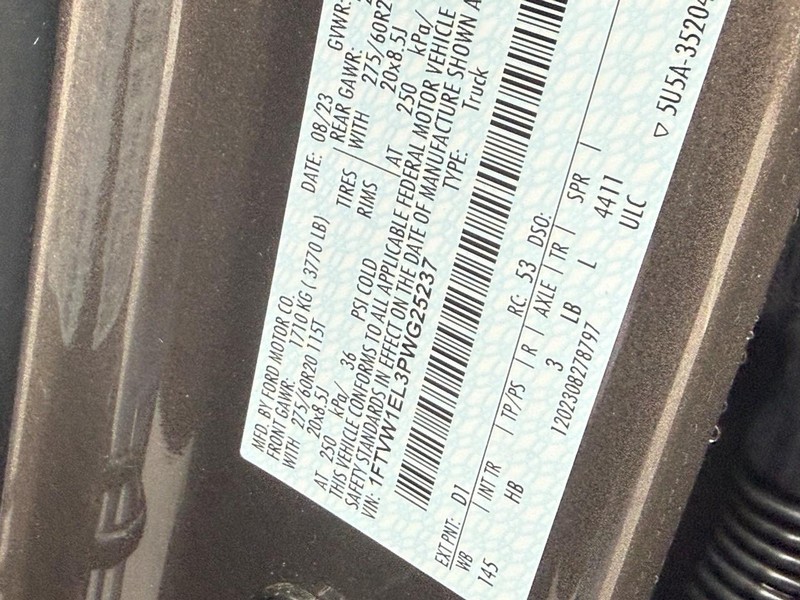 MFD. BY FORD MOTOR CO.
DATE: 08/23 GVWR:
FRONT GAWR: 1710 KG ( 3770 LB) REAR GAWR:
WITH 275/60R20 115T TIRES WITH 275/60R2
20x8.5J RIMS 20x8.5J
AT 250 kPa/ 36 PSI COLD AT 250 kPa/
THIS VEHICLE CONFORMS TO ALL APPLICABLE FEDERAL MOTOR VEHICLE
SAFETY STANDARDS IN EFFECT ON THE DATE OF MANUFACTURE SHOWN A
VIN: 1FTVW1EL3PWG25237 TYPE: Truck
EXT PNT: D1 RC: 53 DSO:
WB INT TR TP/PS R AXLE TR SPR
145 HB 3 LB L 4411
1202308278797 ULC
▽ 5U5A-35204